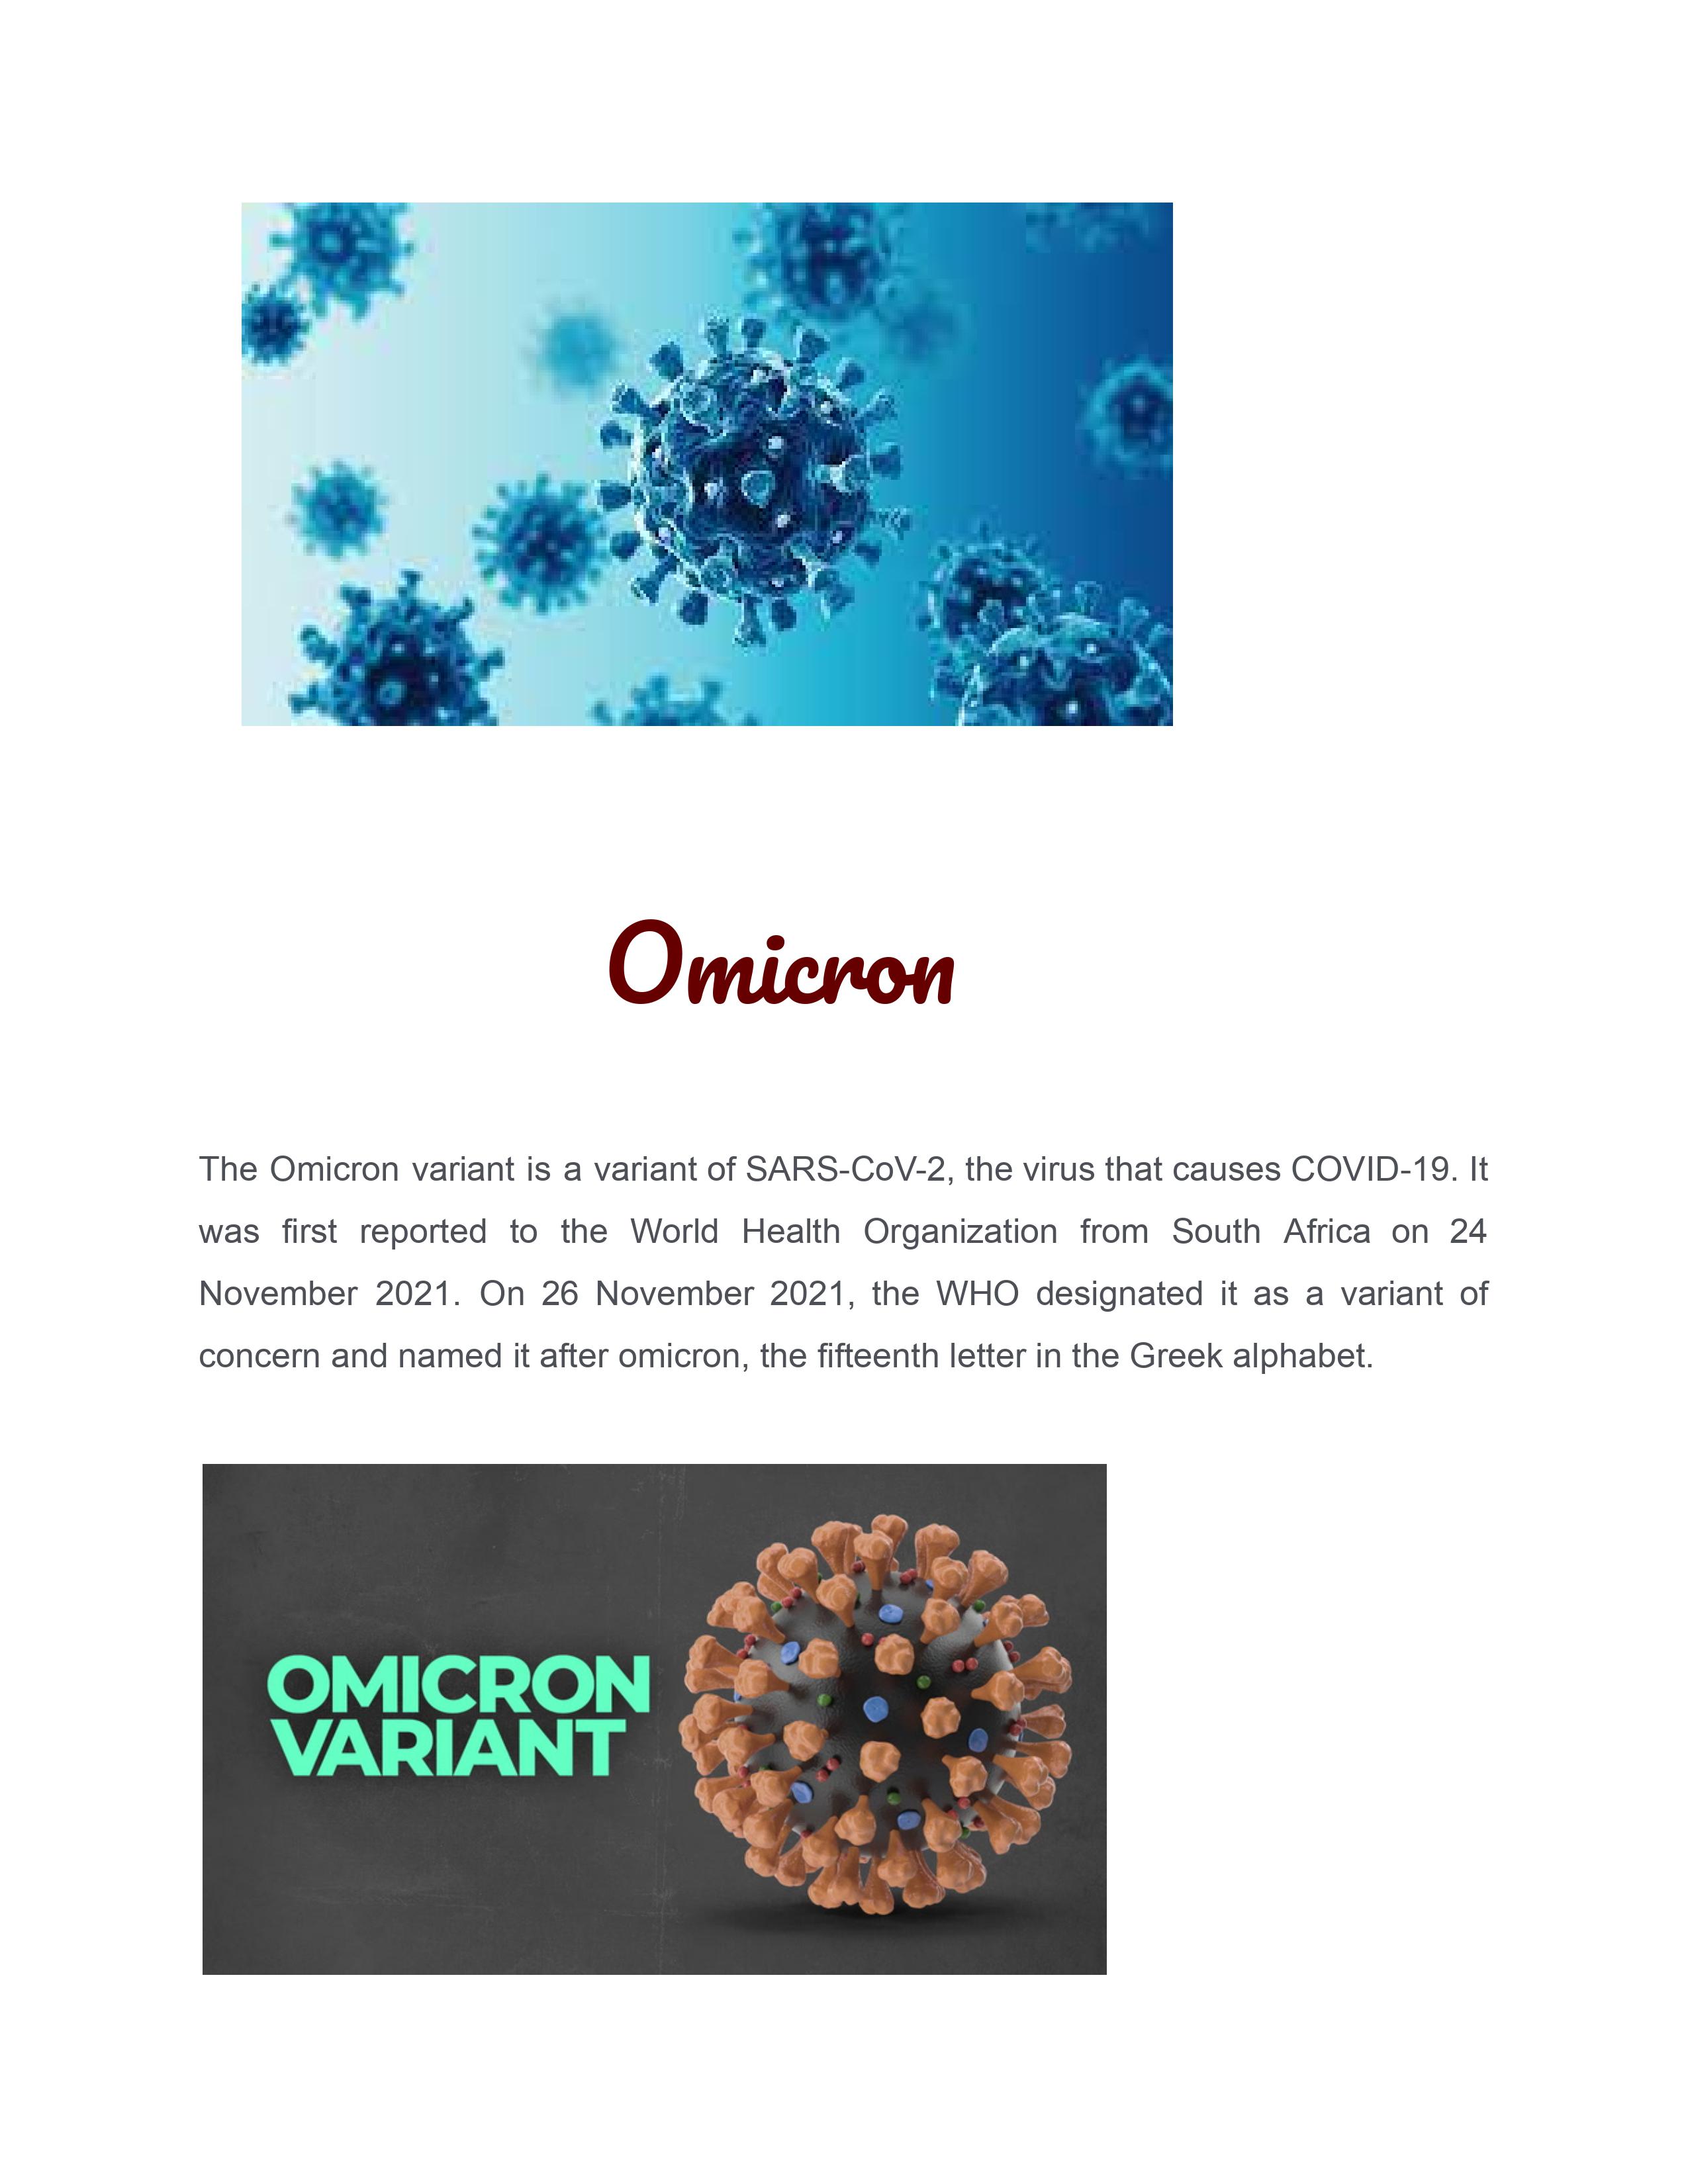 Omicron
The Omicron variant is a variant of SARS-CoV-2, the virus that causes COVID-19. It
was first reported to the World Health Organization from South Africa on 24
November 2021. On 26 November 2021, the WHO designated it as a variant of
concern and named it after omicron, the fifteenth letter in the Greek alphabet.
OMICRON
VARIANT